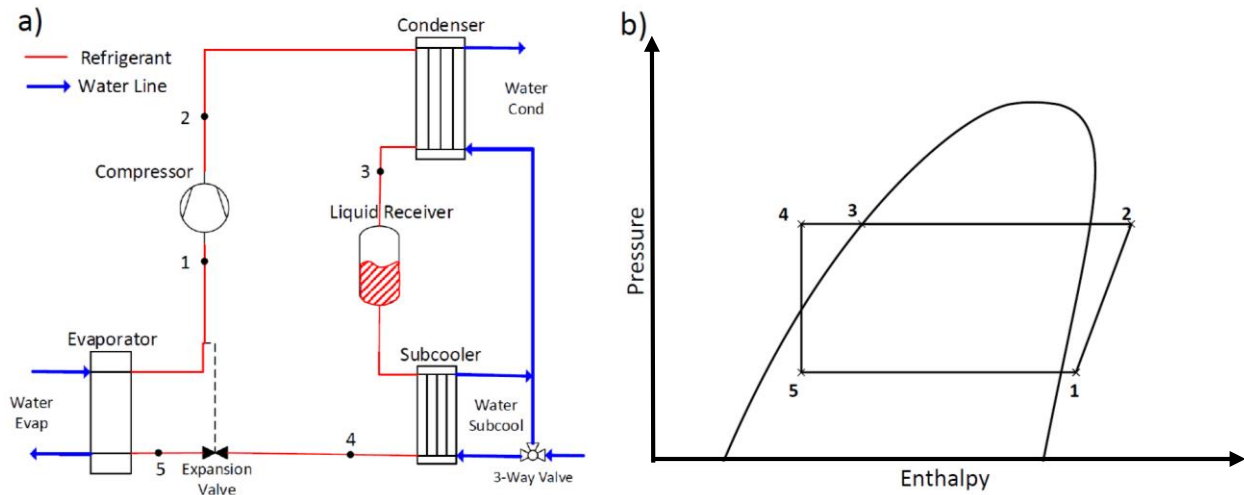 a)
Refrigerant
Water Line
Condenser
Water
Cond
2
Compressor
3
Liquid Receiver
1
Evaporator
Subcooler
Water
Evap
Water
Subcool
5
Expansion
Valve
4
3-Way Valve
b)
Pressure
4
3
2
5
1
Enthalpy